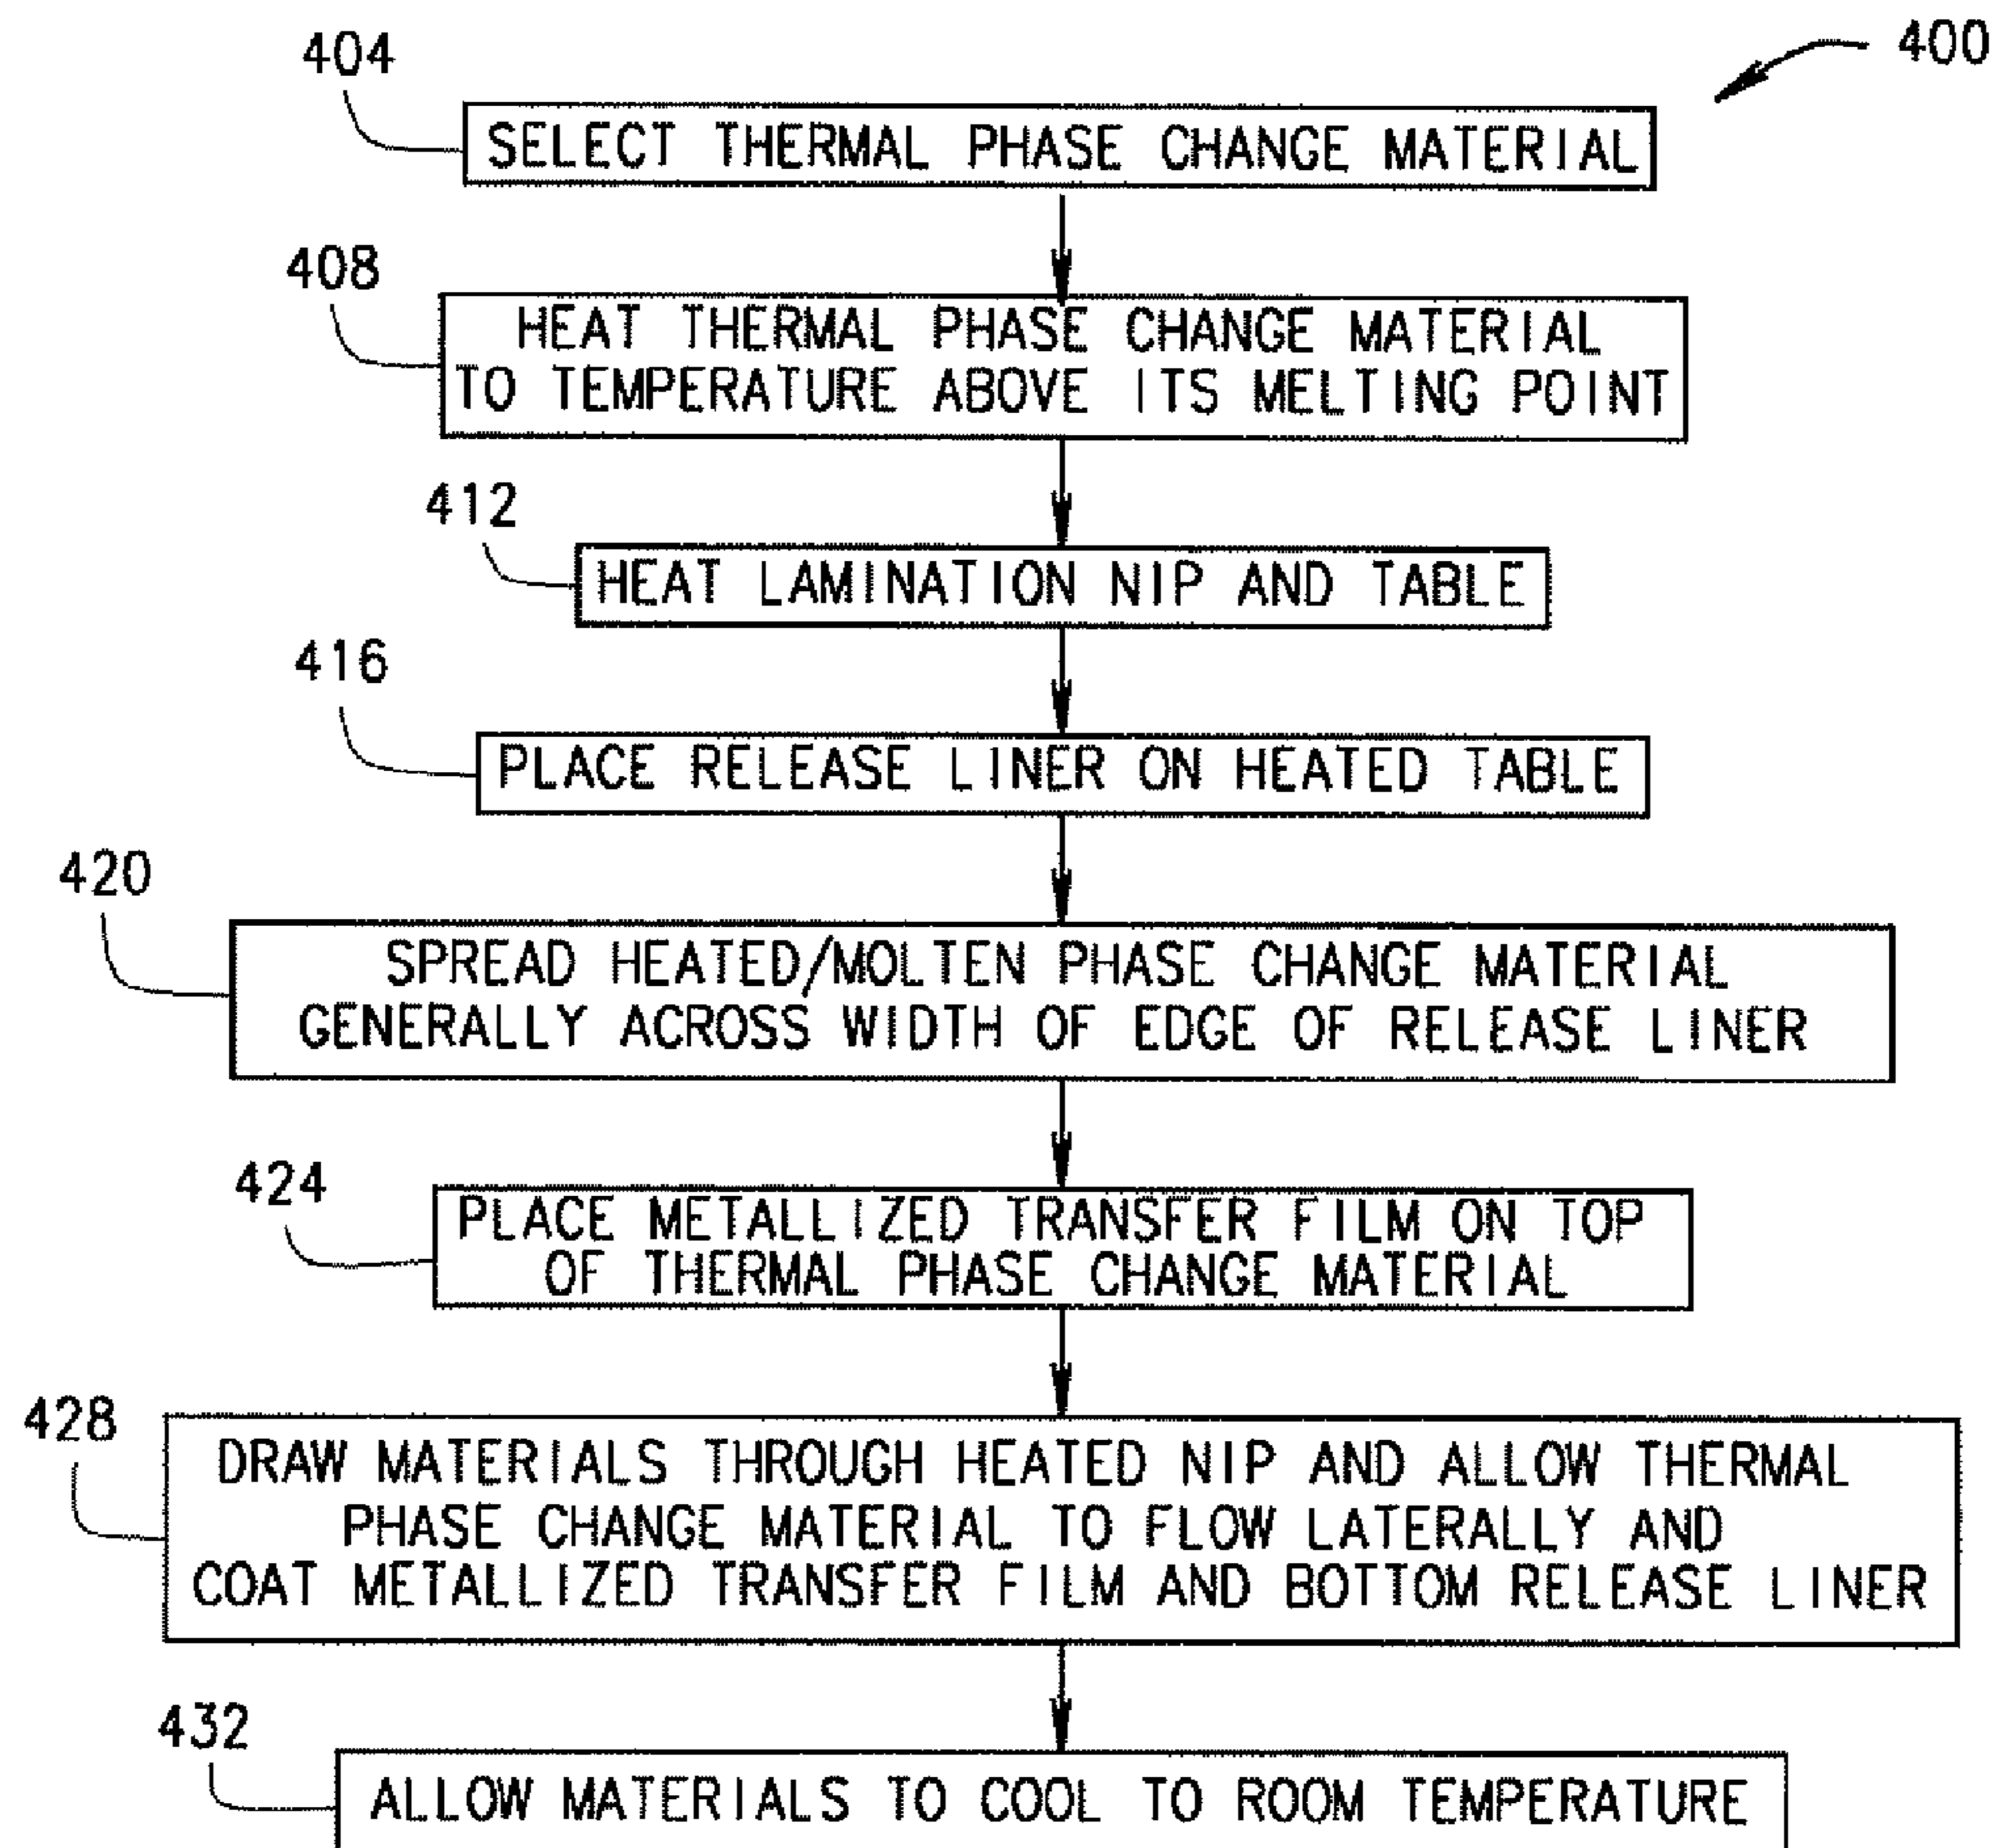 400
404
SELECT THERMAL PHASE CHANGE MATERIAL
408
HEAT THERMAL PHASE CHANGE MATERIAL
TO TEMPERATURE ABOVE ITS MELTING POINT
412
HEAT LAMINATION NIP AND TABLE
416
PLACE RELEASE LINER ON HEATED TABLE
420
SPREAD HEATED/MOLTEN PHASE CHANGE MATERIAL
GENERALLY ACROSS WIDTH OF EDGE OF RELEASE LINER
424
PLACE METALLIZED TRANSFER FILM ON TOP
OF THERMAL PHASE CHANGE MATERIAL
428
DRAW MATERIALS THROUGH HEATED NIP AND ALLOW THERMAL
PHASE CHANGE MATERIAL TO FLOW LATERALLY AND
COAT METALLIZED TRANSFER FILM AND BOTTOM RELEASE LINER
432
ALLOW MATERIALS TO COOL TO ROOM TEMPERATURE